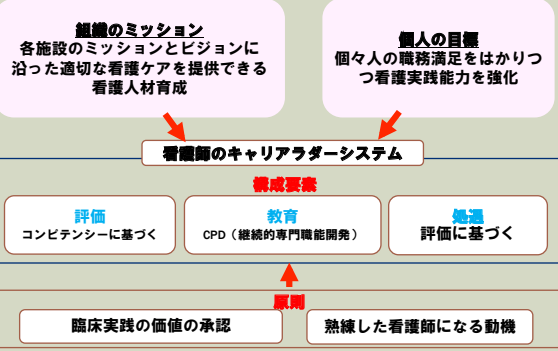 組織のミッション
各施設のミッションとビジョンに
沿った適切な看護ケアを提供できる
看護人材育成
個人の目標
個々人の職務満足をはかりつ
つ看護実践能力を強化
看護師のキャリアラダーシステム
構成要素
評価
コンピテンシーに基づく
教育
CPD（継続的専門職能開発）
処遇
評価に基づく
原則
臨床実践の価値の承認
熟練した看護師になる動機